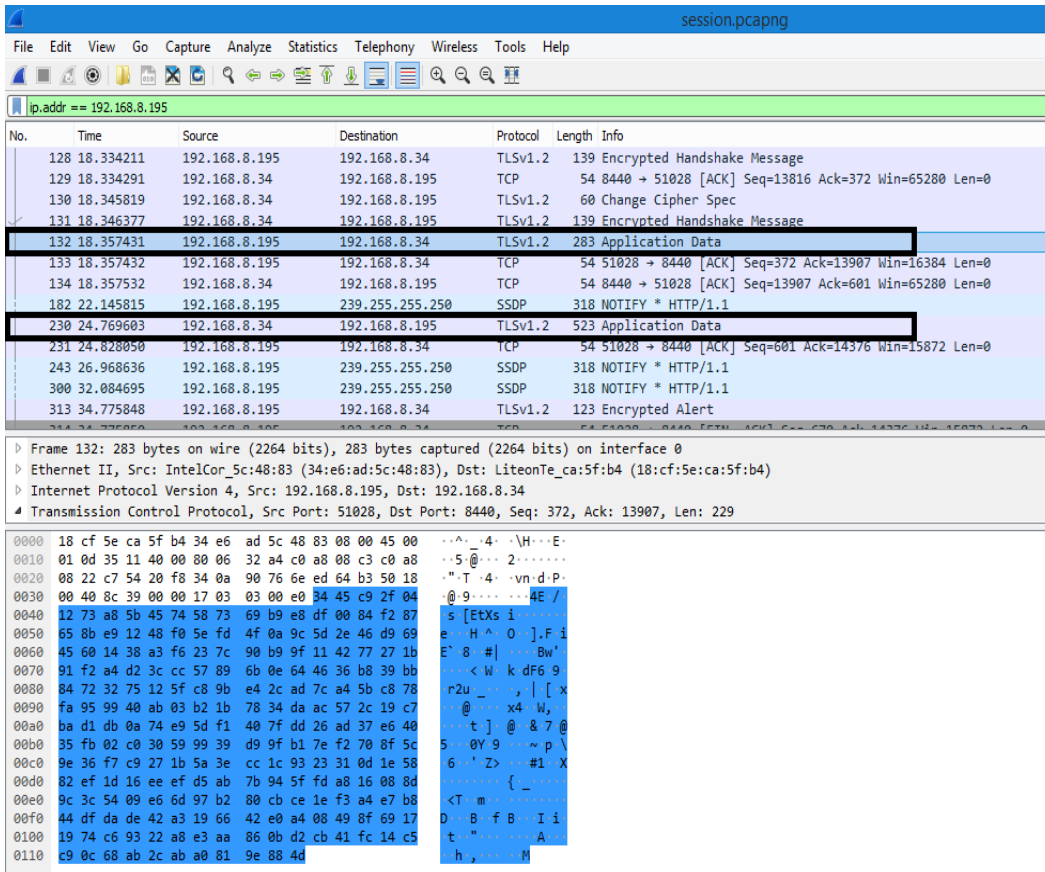 session.pcapng
File Edit View Go Capture Analyze Statistics Telephony Wireless Tools Help
ip.addr == 192.168.8.195
No. Time Source Destination Protocol Length Info
128 18.334211 192.168.8.195 192.168.8.34 TLSv1.2 139 Encrypted Handshake Message
129 18.334291 192.168.8.34 192.168.8.195 TCP 54 8440 → 51028 [ACK] Seq=13816 Ack=372 Win=65280 Len=0
130 18.345819 192.168.8.34 192.168.8.195 TLSv1.2 60 Change Cipher Spec
131 18.346377 192.168.8.34 192.168.8.195 TLSv1.2 139 Encrypted Handshake Message
132 18.357431 192.168.8.195 192.168.8.34 TLSv1.2 283 Application Data
133 18.357432 192.168.8.195 192.168.8.34 TCP 54 51028 → 8440 [ACK] Seq=372 Ack=13907 Win=16384 Len=0
134 18.357532 192.168.8.34 192.168.8.195 TCP 54 8440 → 51028 [ACK] Seq=13907 Ack=601 Win=65280 Len=0
182 22.145815 192.168.8.195 239.255.255.250 SSDP 318 NOTIFY * HTTP/1.1
230 24.769603 192.168.8.34 192.168.8.195 TLSv1.2 523 Application Data
231 24.828050 192.168.8.195 192.168.8.34 TCP 54 51028 → 8440 [ACK] Seq=601 Ack=14376 Win=15872 Len=0
243 26.968636 192.168.8.195 239.255.255.250 SSDP 318 NOTIFY * HTTP/1.1
300 32.084695 192.168.8.195 239.255.255.250 SSDP 318 NOTIFY * HTTP/1.1
313 34.775848 192.168.8.195 192.168.8.34 TLSv1.2 123 Encrypted Alert
Frame 132: 283 bytes on wire (2264 bits), 283 bytes captured (2264 bits) on interface 0
Ethernet II, Src: IntelCor_5c:48:83 (34:e6:ad:5c:48:83), Dst: LiteonTe_ca:5f:b4 (18:cf:5e:ca:5f:b4)
Internet Protocol Version 4, Src: 192.168.8.195, Dst: 192.168.8.34
Transmission Control Protocol, Src Port: 51028, Dst Port: 8440, Seq: 372, Ack: 13907, Len: 229
0000 18 cf 5e ca 5f b4 34 e6 ad 5c 48 83 08 00 45 00 ··^·_·4· ·\H···E·
0010 01 0d 35 11 40 00 80 06 32 a4 c0 a8 08 c3 c0 a8 ··5·@··· 2·······
0020 08 22 c7 54 20 f8 34 0a 90 76 6e ed 64 b3 50 18 ·"·T ·4· ·vn·d·P·
0030 00 40 8c 39 00 00 17 03 03 00 e0 34 45 c9 2f 04 ·@·9···· ···4E·/·
0040 12 73 a8 5b 45 74 58 73 69 b9 e8 df 00 84 f2 87 ·s·[EtXs i·······
0050 65 8b e9 12 48 f0 5e fd 4f 0a 9c 5d 2e 46 d9 69 e···H·^· O··].F·i
0060 45 60 14 38 a3 f6 23 7c 90 b9 9f 11 42 77 27 1b E`·8··#| ····Bw'·
0070 91 f2 a4 d2 3c cc 57 89 6b 0e 64 46 36 b8 39 bb ····<·W· k·dF6·9·
0080 84 72 32 75 12 5f c8 9b e4 2c ad 7c a4 5b c8 78 ·r2u·_·· ·,·|·[·x
0090 fa 95 99 40 ab 03 b2 1b 78 34 da ac 57 2c 19 c7 ···@···· x4··W,··
00a0 ba d1 db 0a 74 e9 5d f1 40 7f dd 26 ad 37 e6 40 ····t·]· @··&·7·@
00b0 35 fb 02 c0 30 59 99 39 d9 9f b1 7e f2 70 8f 5c 5···0Y·9 ···~·p·\
00c0 9e 36 f7 c9 27 1b 5a 3e cc 1c 93 23 31 0d 1e 58 ·6··'·Z> ···#1··X
00d0 82 ef 1d 16 ee ef d5 ab 7b 94 5f fd a8 16 08 8d ········ {·_·····
00e0 9c 3c 54 09 e6 6d 97 b2 80 cb ce 1e f3 a4 e7 b8 ·<T··m·· ········
00f0 44 df da de 42 a3 19 66 42 e0 a4 08 49 8f 69 17 D···B··f B···I·i·
0100 19 74 c6 93 22 a8 e3 aa 86 0b d2 cb 41 fc 14 c5 ·t··"··· ····A···
0110 c9 0c 68 ab 2c ab a0 81 9e 88 4d ··h·,··· ··M